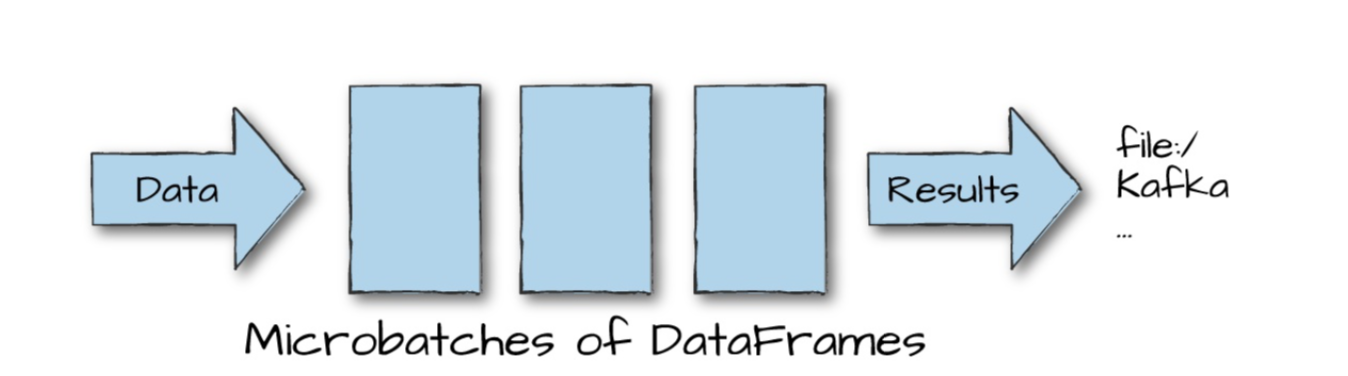 Data
Results
file:/
Kafka
...
Microbatches of DataFrames